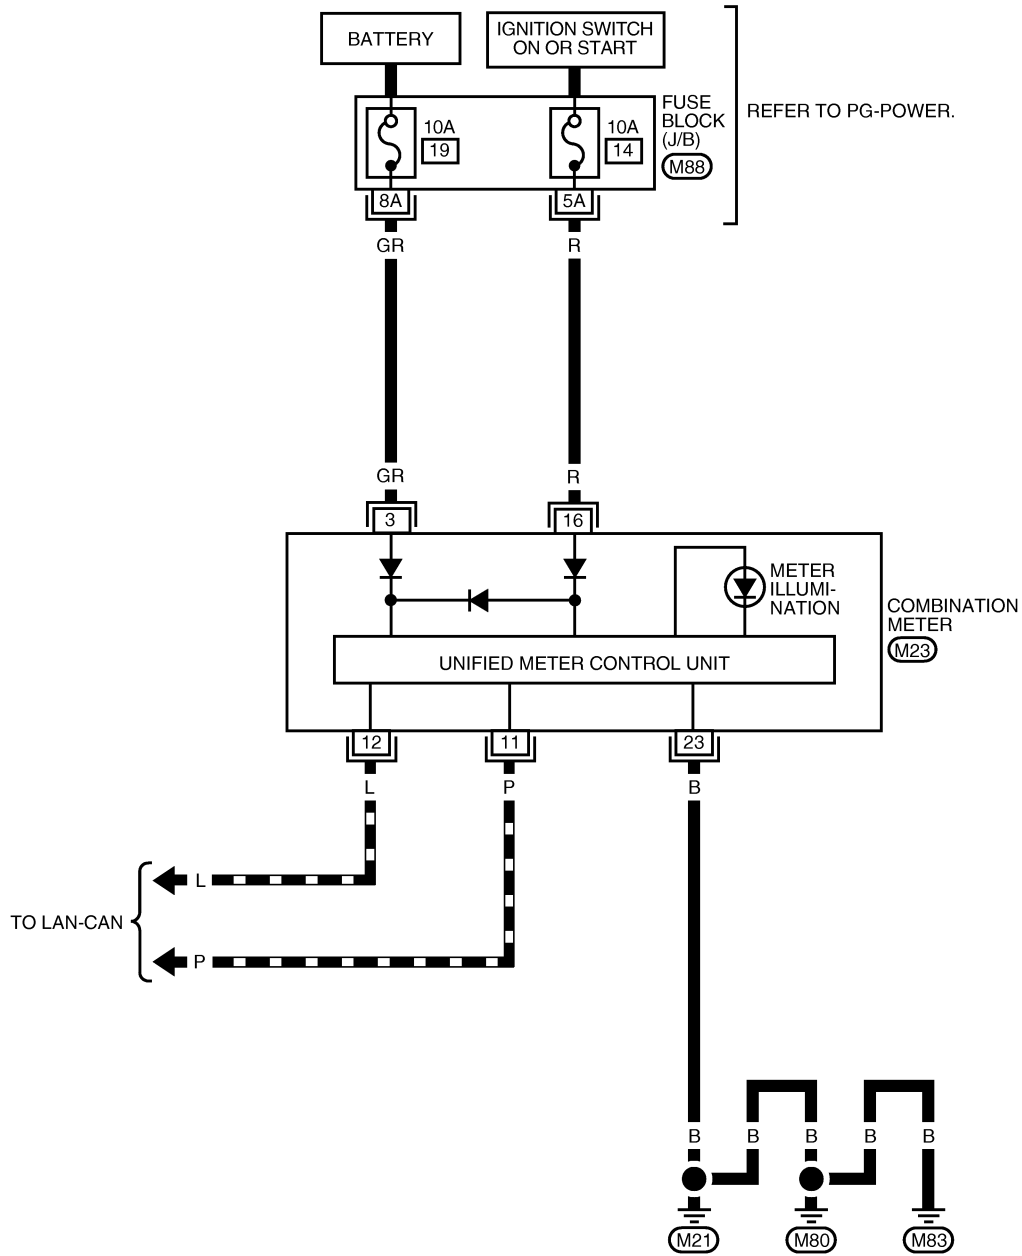 BATTERY
IGNITION SWITCH
ON OR START
10A
19
10A
14
FUSE
BLOCK
(J/B)
M88
REFER TO PG-POWER.
8A
5A
GR
R
GR
R
3
16
METER
ILLUMI-
NATION
COMBINATION
METER
M23
UNIFIED METER CONTROL UNIT
12
11
23
L
P
B
L
TO LAN-CAN
P
B
B
B
B
B
M21
M80
M83